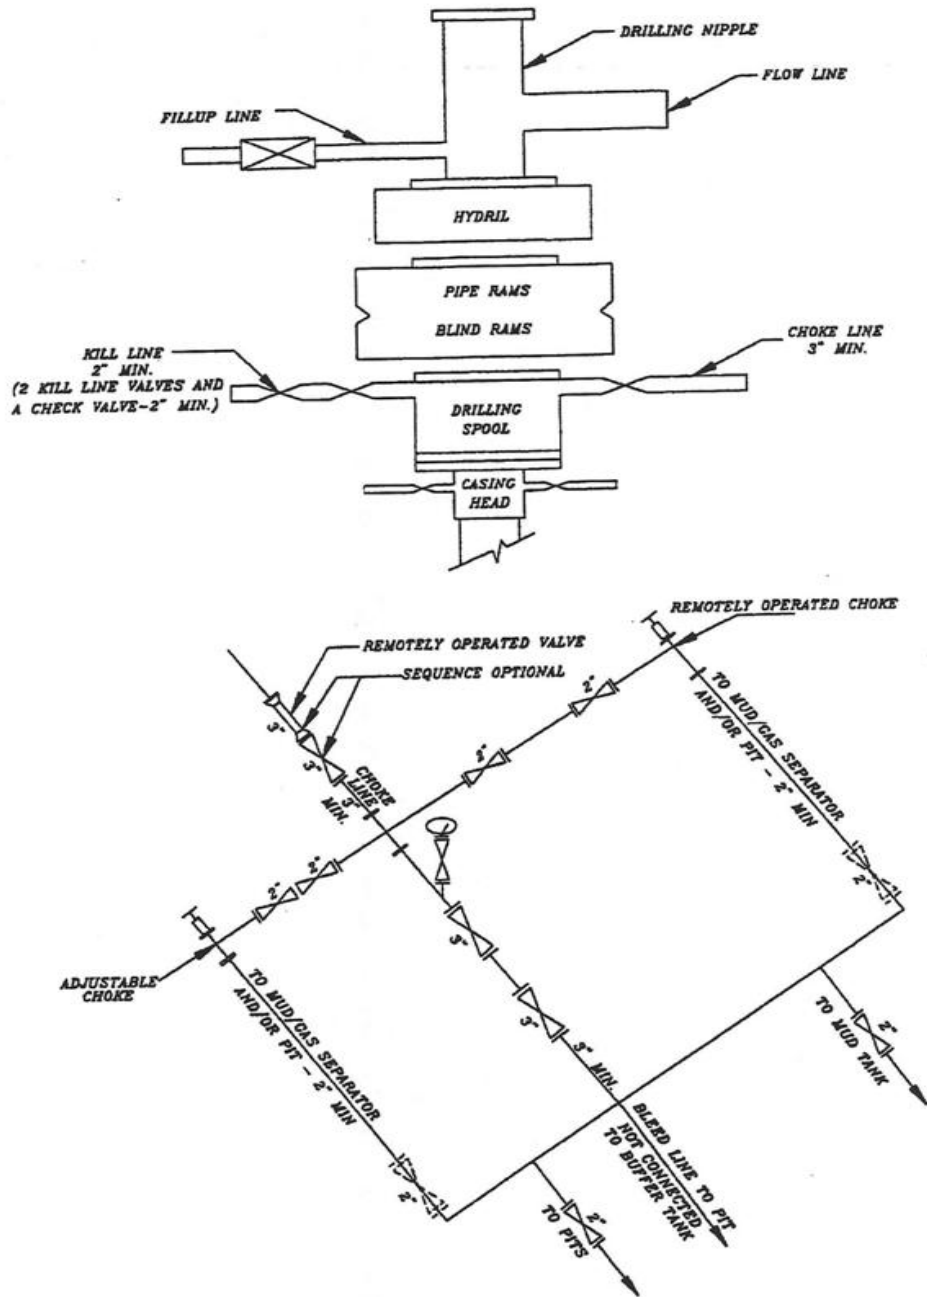 DRILLING NIPPLE
FLOW LINE
FILLUP LINE
HYDRIL
PIPE RAMS
BLIND RAMS
CHOKE LINE
3" MIN.
KILL LINE
2" MIN.
(2 KILL LINE VALVES AND
A CHECK VALVE-2" MIN.)
DRILLING
SPOOL
CASING
HEAD
REMOTELY OPERATED CHOKE
REMOTELY OPERATED VALVE
SEQUENCE OPTIONAL
3"
3"
CHOKE
LINE
3"
MIN.
2"
2"
TO MUD/GAS SEPARATOR
AND/OR PIT - 2" MIN
2"
2"
2"
ADJUSTABLE
CHOKE
TO MUD/GAS SEPARATOR
AND/OR PIT - 2" MIN
2"
3"
3"
3" MIN.
2"
TO MUD TANK
BLEED LINE TO PIT
NOT CONNECTED
TO BUFFER TANK
2"
TO PITS